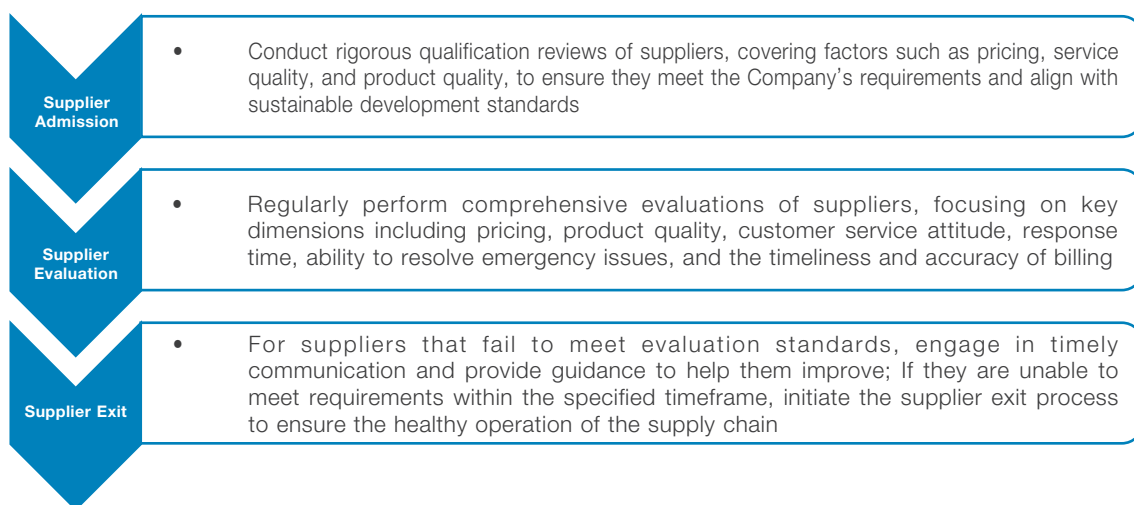 Supplier
Admission
• Conduct rigorous qualification reviews of suppliers, covering factors such as pricing, service
quality, and product quality, to ensure they meet the Company’s requirements and align with
sustainable development standards
Supplier
Evaluation
• Regularly perform comprehensive evaluations of suppliers, focusing on key
dimensions including pricing, product quality, customer service attitude, response
time, ability to resolve emergency issues, and the timeliness and accuracy of billing
Supplier Exit
• For suppliers that fail to meet evaluation standards, engage in timely
communication and provide guidance to help them improve; If they are unable to
meet requirements within the specified timeframe, initiate the supplier exit process
to ensure the healthy operation of the supply chain